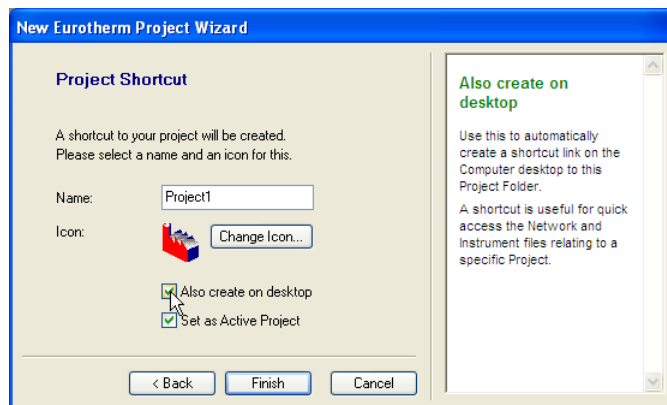 New Eurotherm Project Wizard
Project Shortcut
A shortcut to your project will be created.
Please select a name and an icon for this.
Name:
Project1
Icon:
Change Icon...
Also create on desktop
Set as Active Project
< Back
Finish
Cancel
Also create on
desktop
Use this to automatically
create a shortcut link on the
Computer desktop to this
Project Folder.
A shortcut is useful for quick
access the Network and
Instrument files relating to a
specific Project.